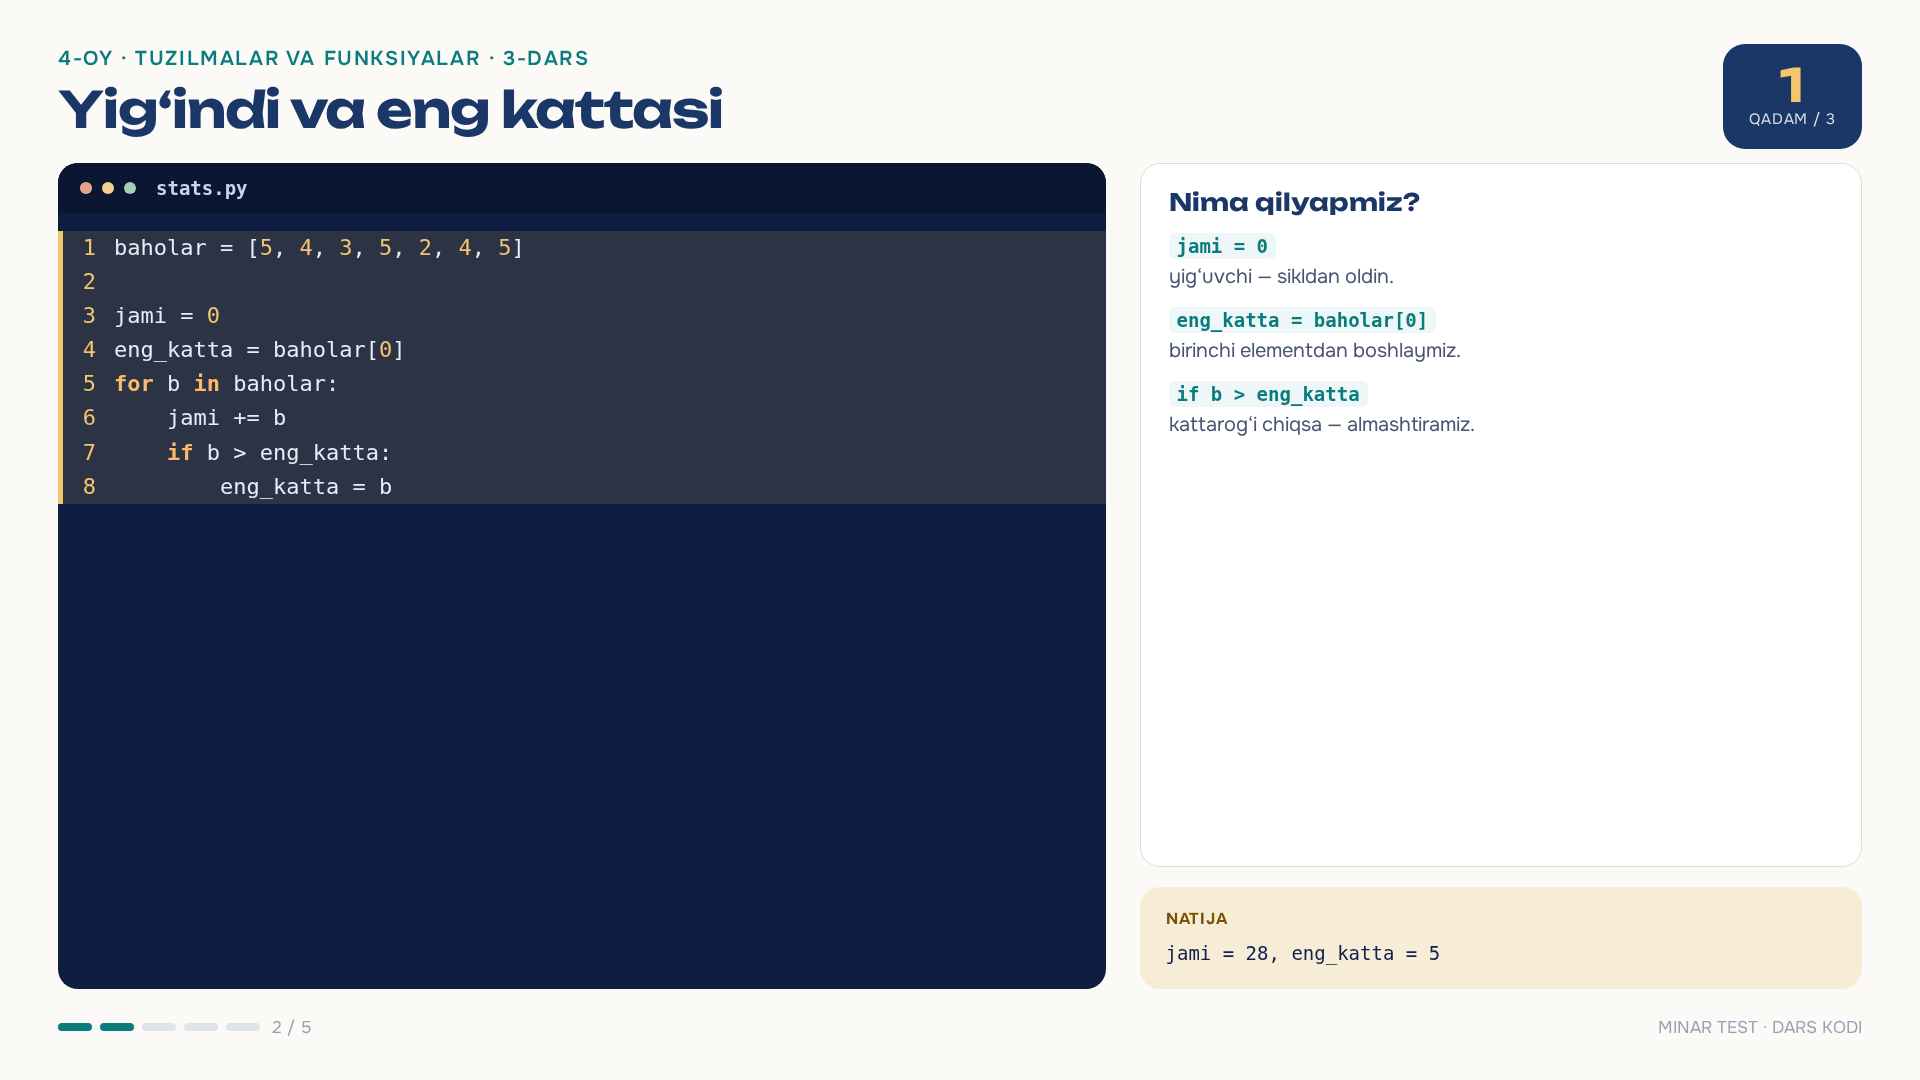 4-OY · TUZILMALAR VA FUNKSIYALAR · 3-DARS
Yig‘indi va eng kattasi
1
QADAM / 3
stats.py
1 baholar = [5, 4, 3, 5, 2, 4, 5]
2
3 jami = 0
4 eng_katta = baholar[0]
5 for b in baholar:
6     jami += b
7     if b > eng_katta:
8         eng_katta = b
Nima qilyapmiz?
jami = 0
yig‘uvchi — sikldan oldin.
eng_katta = baholar[0]
birinchi elementdan boshlaymiz.
if b > eng_katta
kattarog‘i chiqsa — almashtiramiz.
NATIJA
jami = 28, eng_katta = 5
2 / 5
MINAR TEST · DARS KODI